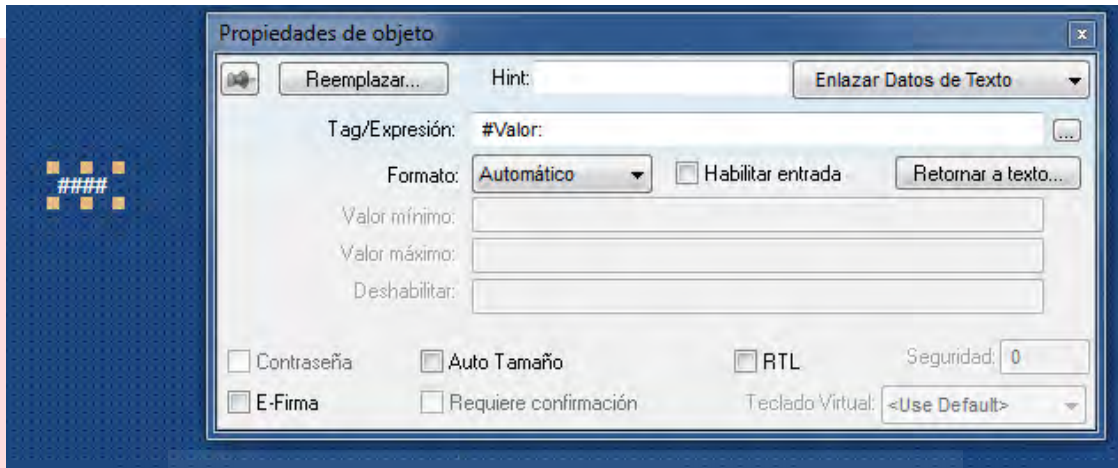 Propiedades de objeto x
Reemplazar... Hint: Enlazar Datos de Texto
Tag/Expresión: #Valor: ...
#### Formato: Automático Habilitar entrada Retornar a texto...
Valor mínimo:
Valor máximo:
Deshabilitar:
Contraseña Auto Tamaño RTL Seguridad: 0
E-Firma Requiere confirmación Teclado Virtual: <Use Default>